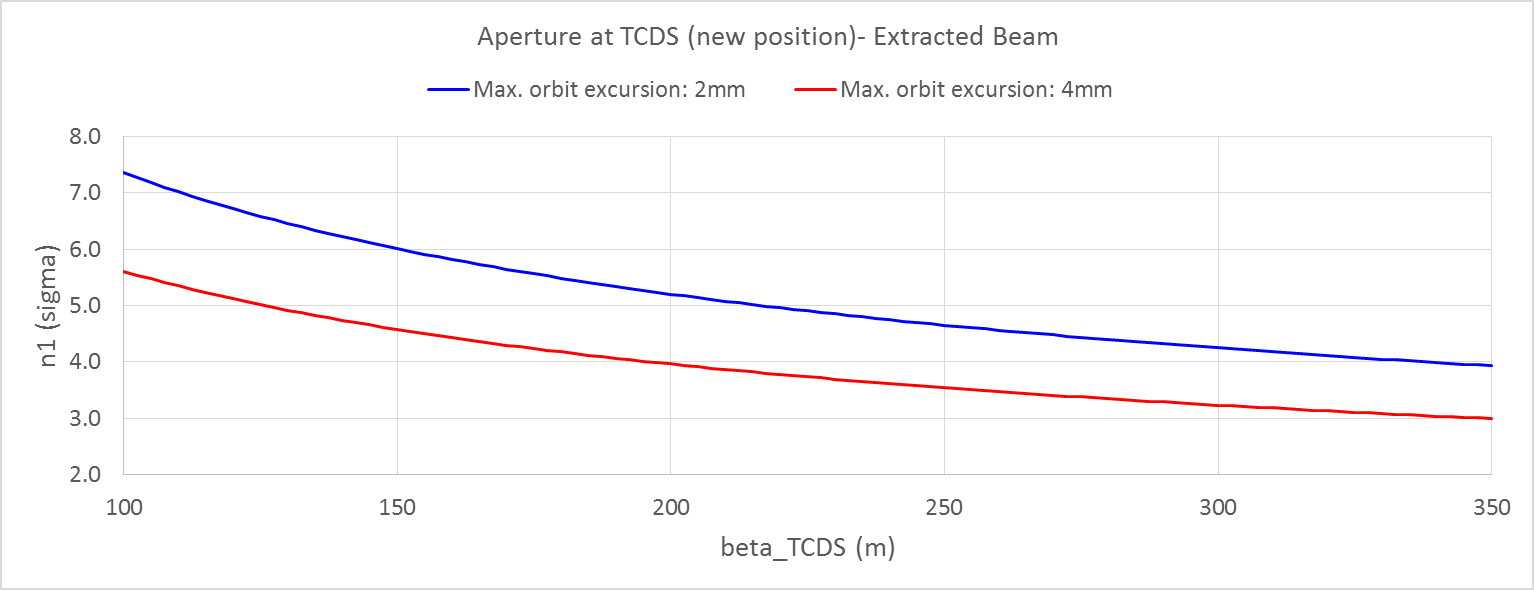 Aperture at TCDS (new position)- Extracted Beam
Max. orbit excursion: 2mm
Max. orbit excursion: 4mm
n1 (sigma)
8.0
7.0
6.0
5.0
4.0
3.0
2.0
100
150
200
250
300
350
beta_TCDS (m)